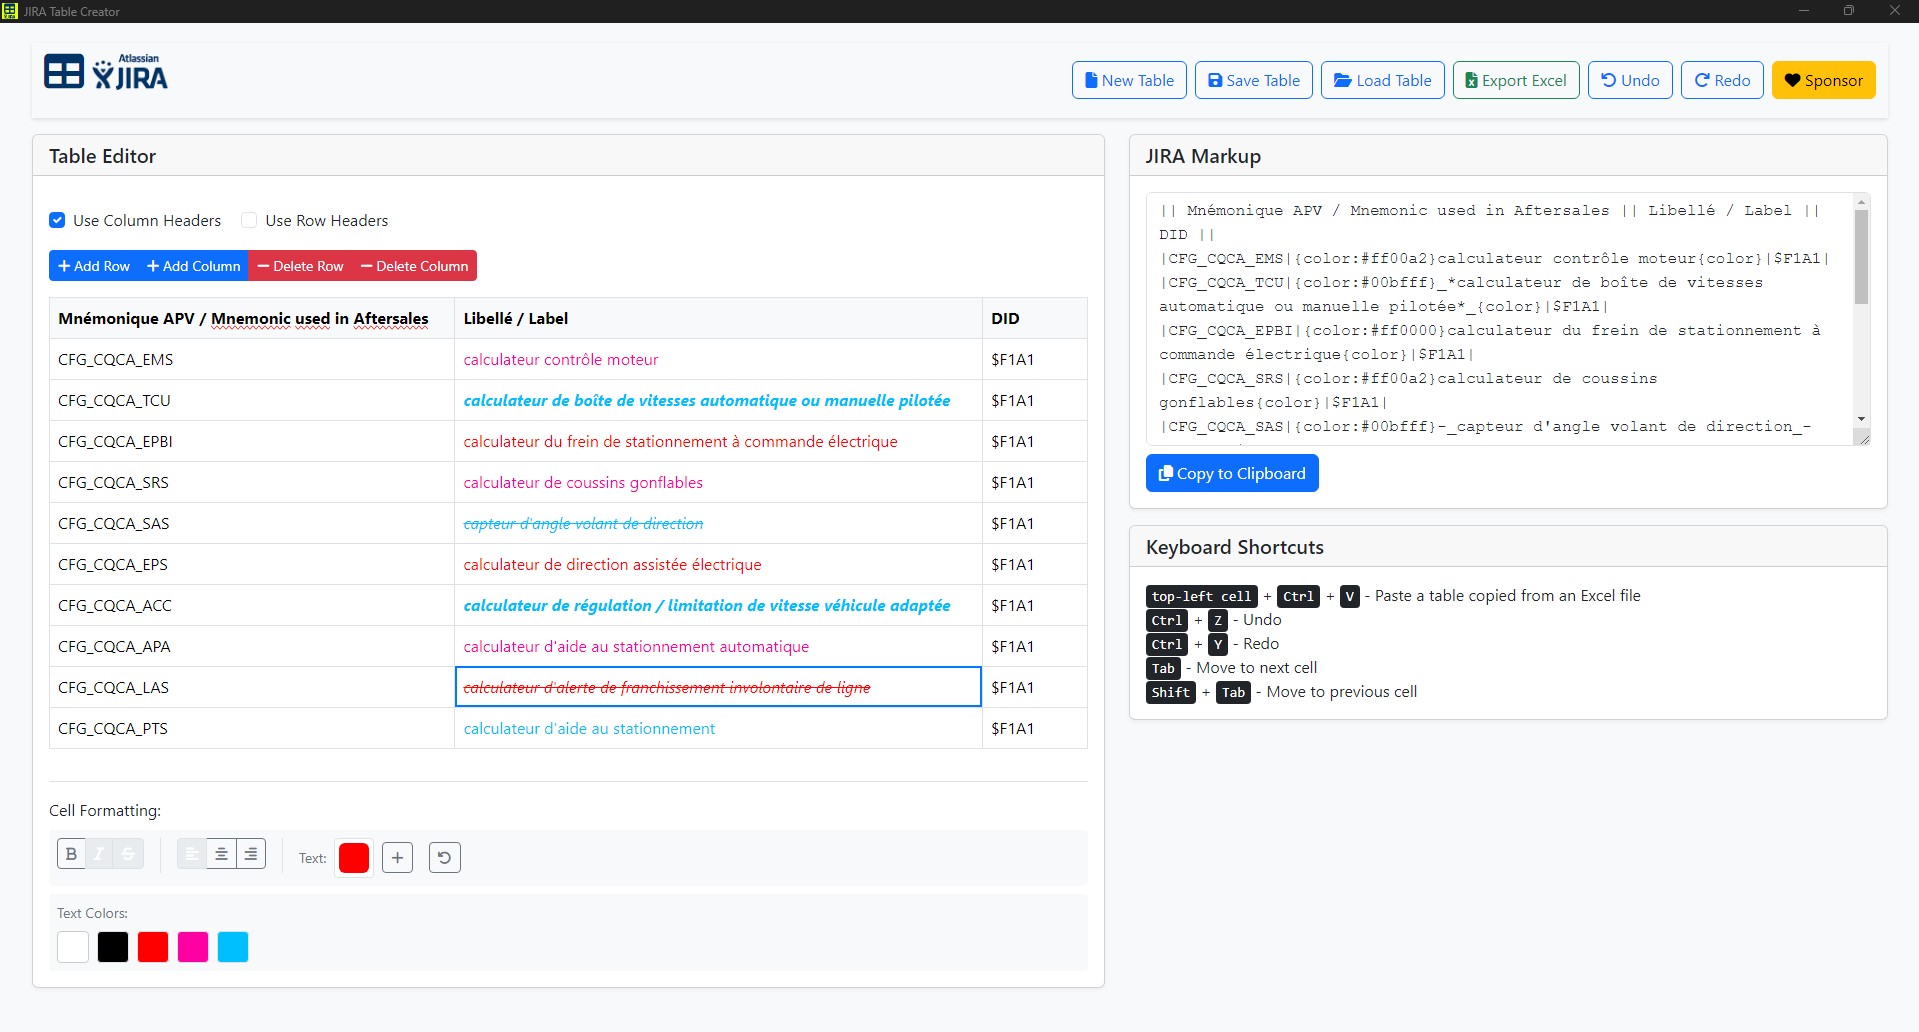 JIRA Table Creator
Atlassian
JIRA
New Table
Save Table
Load Table
Export Excel
Undo
Redo
Sponsor
Table Editor
Use Column Headers
Use Row Headers
+ Add Row
+ Add Column
− Delete Row
− Delete Column
Mnémonique APV / Mnemonic used in Aftersales	Libellé / Label	DID
CFG_CQCA_EMS	calculateur contrôle moteur	$F1A1
CFG_CQCA_TCU	calculateur de boîte de vitesses automatique ou manuelle pilotée	$F1A1
CFG_CQCA_EPBI	calculateur du frein de stationnement à commande électrique	$F1A1
CFG_CQCA_SRS	calculateur de coussins gonflables	$F1A1
CFG_CQCA_SAS	capteur d'angle volant de direction	$F1A1
CFG_CQCA_EPS	calculateur de direction assistée électrique	$F1A1
CFG_CQCA_ACC	calculateur de régulation / limitation de vitesse véhicule adaptée	$F1A1
CFG_CQCA_APA	calculateur d'aide au stationnement automatique	$F1A1
CFG_CQCA_LAS	calculateur d'alerte de franchissement involontaire de ligne	$F1A1
CFG_CQCA_PTS	calculateur d'aide au stationnement	$F1A1
Cell Formatting:
B I S
Text:
+
Text Colors:
JIRA Markup
|| Mnémonique APV / Mnemonic used in Aftersales || Libellé / Label ||
DID ||
|CFG_CQCA_EMS|{color:#ff00a2}calculateur contrôle moteur{color}|$F1A1|
|CFG_CQCA_TCU|{color:#00bfff}_*calculateur de boîte de vitesses
automatique ou manuelle pilotée*_{color}|$F1A1|
|CFG_CQCA_EPBI|{color:#ff0000}calculateur du frein de stationnement à
commande électrique{color}|$F1A1|
|CFG_CQCA_SRS|{color:#ff00a2}calculateur de coussins
gonflables{color}|$F1A1|
|CFG_CQCA_SAS|{color:#00bfff}-_capteur d'angle volant de direction_-
Copy to Clipboard
Keyboard Shortcuts
top-left cell + Ctrl + V - Paste a table copied from an Excel file
Ctrl + Z - Undo
Ctrl + Y - Redo
Tab - Move to next cell
Shift + Tab - Move to previous cell